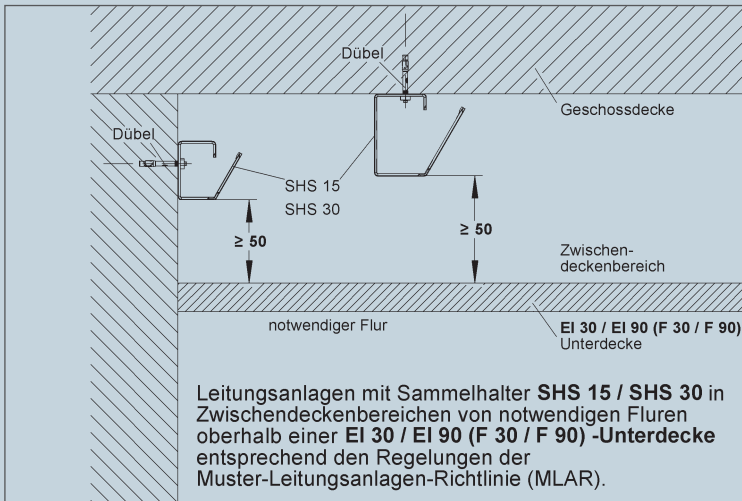 Dübel
Geschossdecke
Dübel
SHS 15
SHS 30
≥ 50
≥ 50
Zwischen-
deckenbereich
notwendiger Flur
EI 30 / EI 90 (F 30 / F 90)
Unterdecke
Leitungsanlagen mit Sammelhalter SHS 15 / SHS 30 in
Zwischendeckenbereichen von notwendigen Fluren
oberhalb einer EI 30 / EI 90 (F 30 / F 90) -Unterdecke
entsprechend den Regelungen der
Muster-Leitungsanlagen-Richtlinie (MLAR).